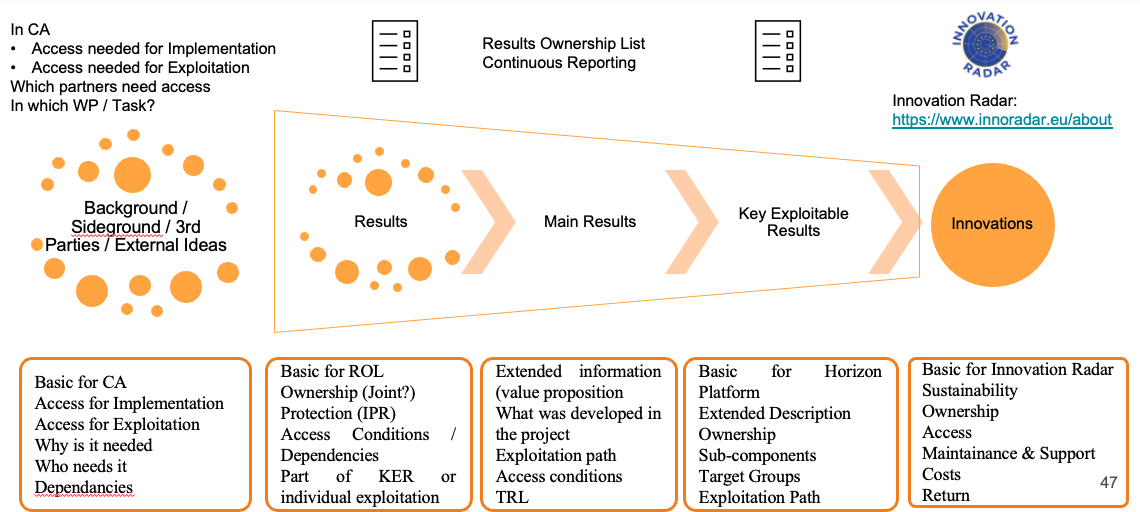 In CA
• Access needed for Implementation
• Access needed for Exploitation
Which partners need access
In which WP / Task?
Results Ownership List
Continuous Reporting
INNOVATION
RADAR
Innovation Radar:
https://www.innoradar.eu/about
Background /
Sideground / 3rd
Parties / External Ideas
Results
Main Results
Key Exploitable
Results
Innovations
Basic for CA
Access for Implementation
Access for Exploitation
Why is it needed
Who needs it
Dependancies
Basic for ROL
Ownership (Joint?)
Protection (IPR)
Access Conditions /
Dependencies
Part of KER or
individual exploitation
Extended information
(value proposition
What was developed in
the project
Exploitation path
Access conditions
TRL
Basic for Horizon
Platform
Extended Description
Ownership
Sub-components
Target Groups
Exploitation Path
Basic for Innovation Radar
Sustainability
Ownership
Access
Maintainance & Support
Costs
Return
47